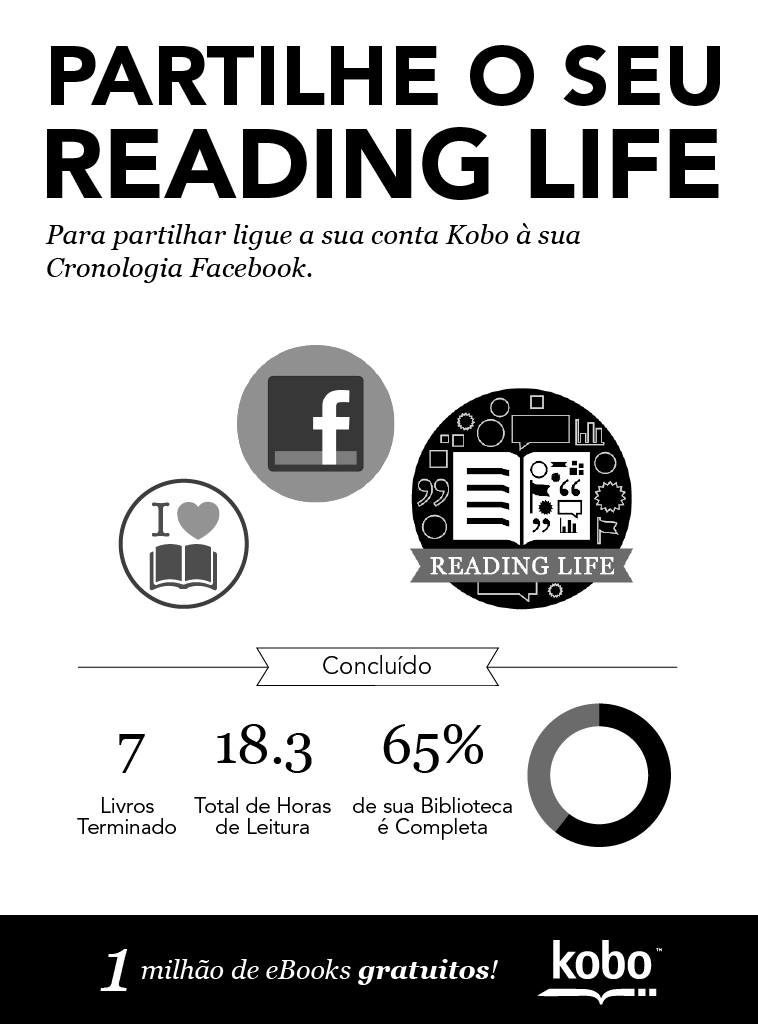 PARTILHE O SEU
READING LIFE
Para partilhar ligue a sua conta Kobo à sua
Cronologia Facebook.
f
I
READING LIFE
Concluído
7
Livros
Terminado
18.3
Total de Horas
de Leitura
65%
de sua Biblioteca
é Completa
1 milhão de eBooks gratuitos!
kobo™